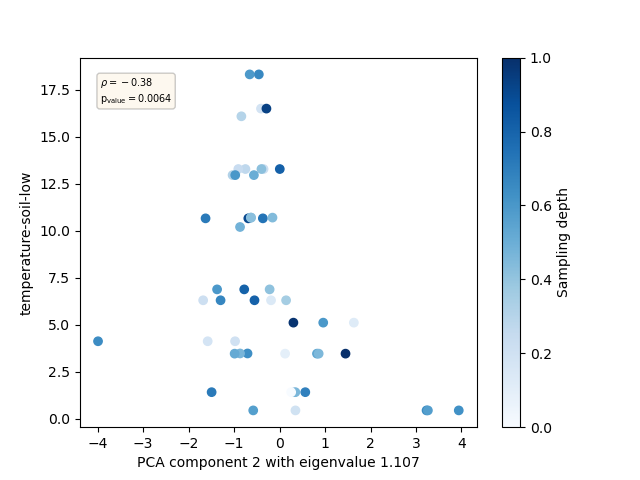 ρ = −0.38
p_value = 0.0064
17.5
15.0
12.5
10.0
7.5
5.0
2.5
0.0
temperature-soil-low
−4 −3 −2 −1 0 1 2 3 4
PCA component 2 with eigenvalue 1.107
1.0
0.8
0.6
0.4
0.2
0.0
Sampling depth